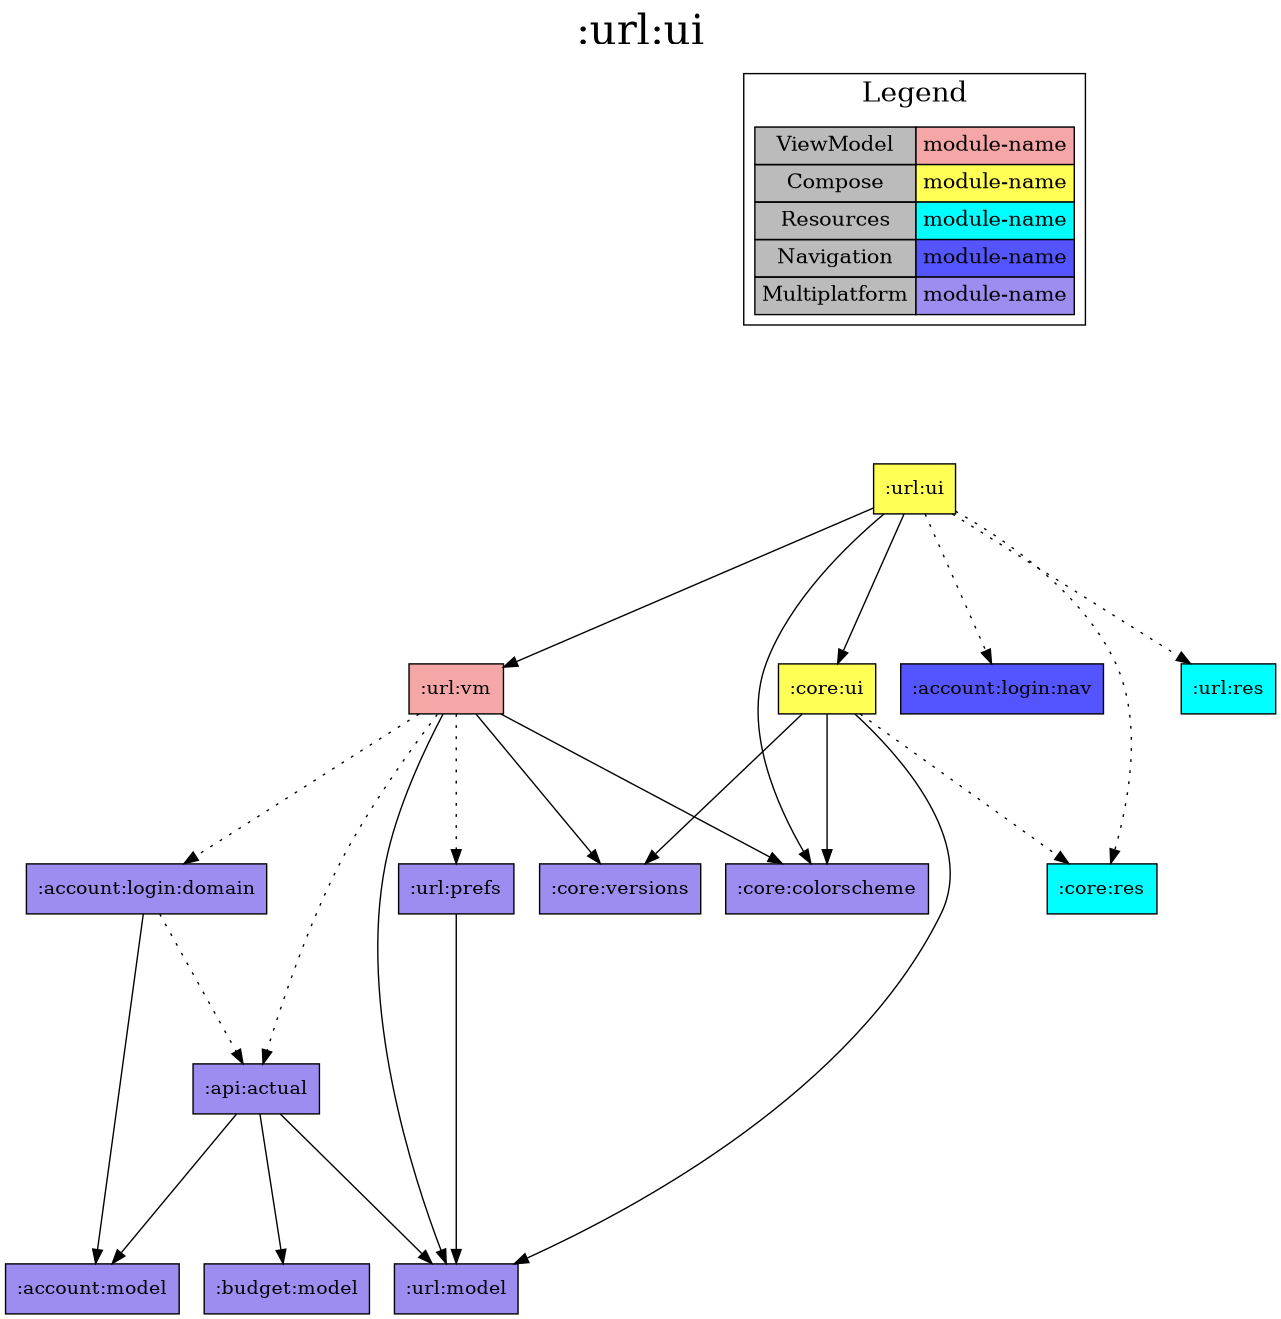 :url:ui
Legend
ViewModel module-name
Compose module-name
Resources module-name
Navigation module-name
Multiplatform module-name
:url:ui
:url:vm
:core:ui
:account:login:nav
:url:res
:account:login:domain
:url:prefs
:core:versions
:core:colorscheme
:core:res
:api:actual
:account:model
:budget:model
:url:model